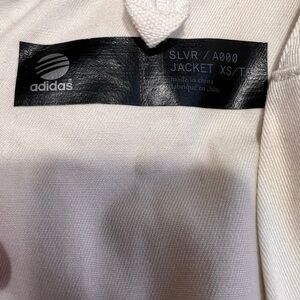 adidas
SLVR / A000
JACKET XS/T
made in china
fabriqué en chine